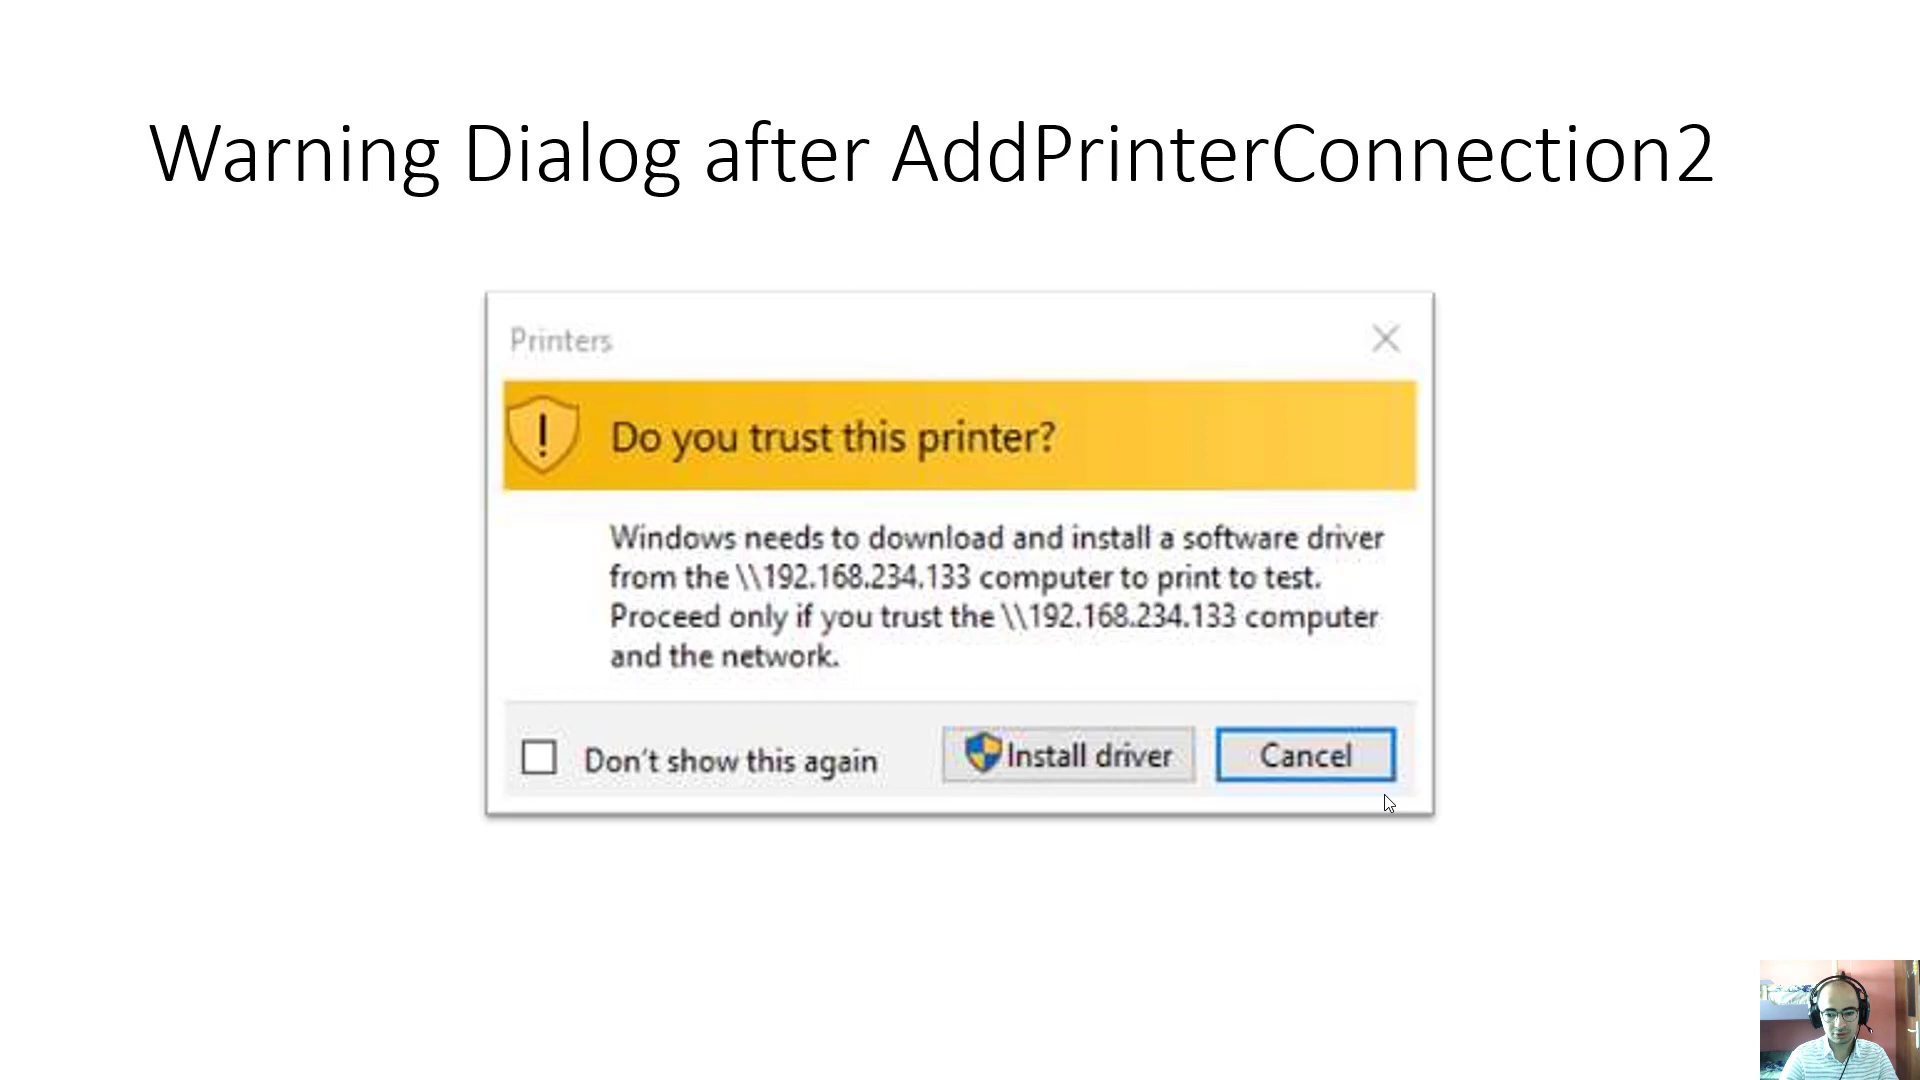 Warning Dialog after AddPrinterConnection2
Printers
Do you trust this printer?
Windows needs to download and install a software driver
from the \\192.168.234.133 computer to print to test.
Proceed only if you trust the \\192.168.234.133 computer
and the network.
Don't show this again
Install driver
Cancel